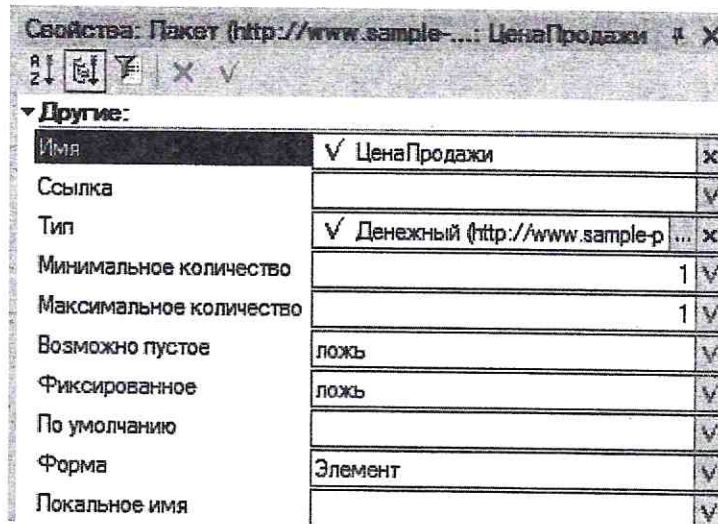 Свойства: Пакет (http://www.sample-...: ЦенаПродажи
Другие:
Имя ЦенаПродажи
Ссылка
Тип Денежный (http://www.sample-p ...
Минимальное количество 1
Максимальное количество 1
Возможно пустое ложь
Фиксированное ложь
По умолчанию
Форма Элемент
Локальное имя